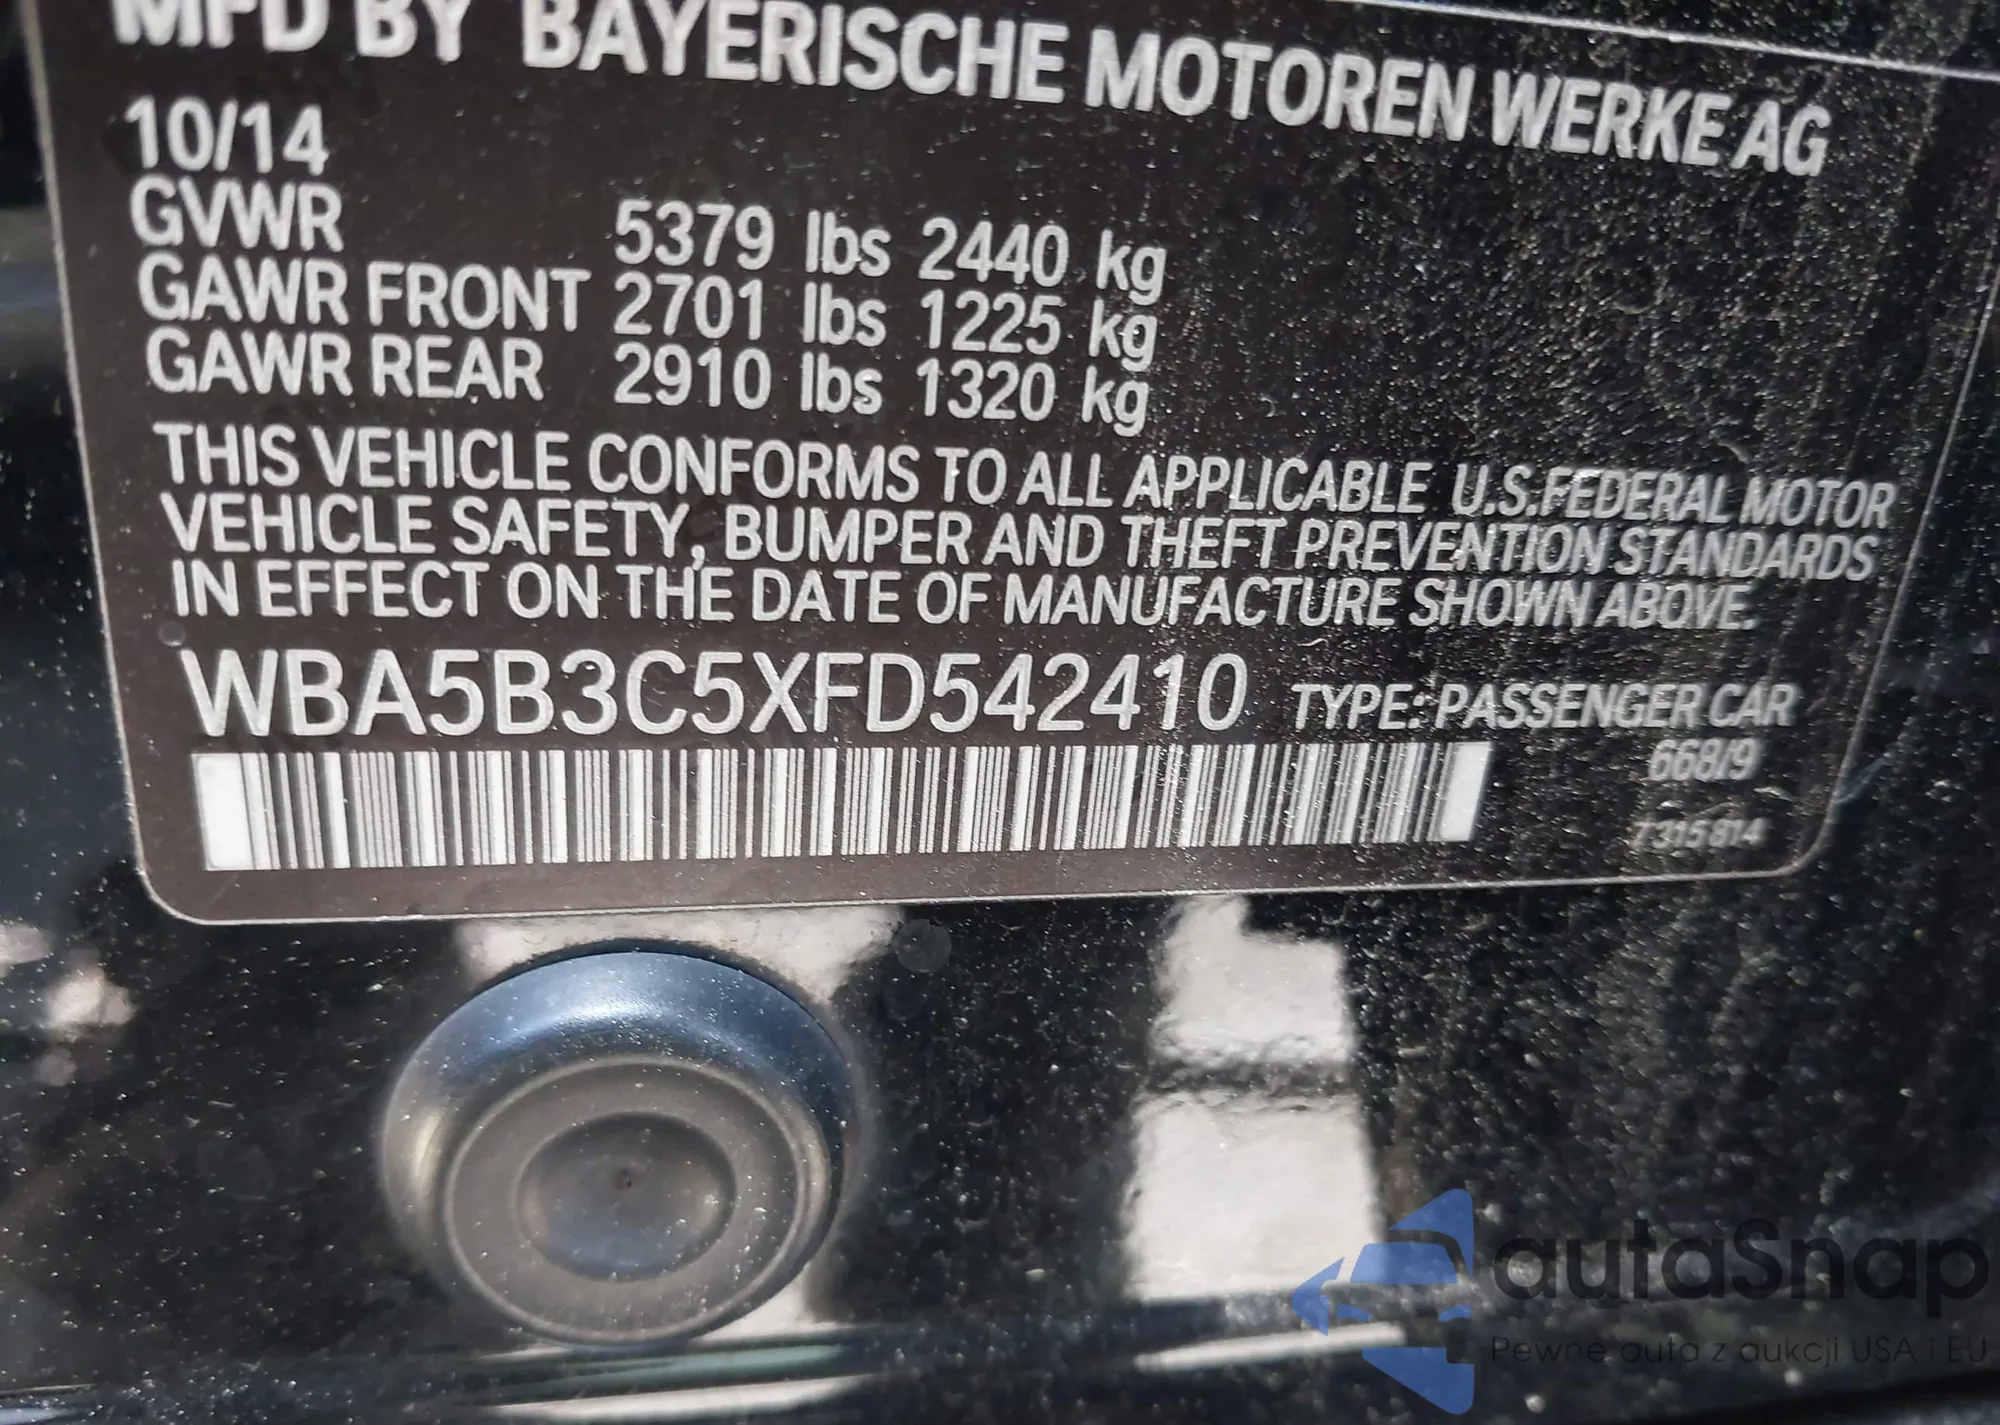 MFD BY BAYERISCHE MOTOREN WERKE AG
10/14
GVWR 5379 lbs 2440 kg
GAWR FRONT 2701 lbs 1225 kg
GAWR REAR 2910 lbs 1320 kg
THIS VEHICLE CONFORMS TO ALL APPLICABLE U.S.FEDERAL MOTOR
VEHICLE SAFETY, BUMPER AND THEFT PREVENTION STANDARDS
IN EFFECT ON THE DATE OF MANUFACTURE SHOWN ABOVE.
WBA5B3C5XFD542410 TYPE: PASSENGER CAR
668/9
7315814
autaSnap
Pewne auta z aukcji USA i EU